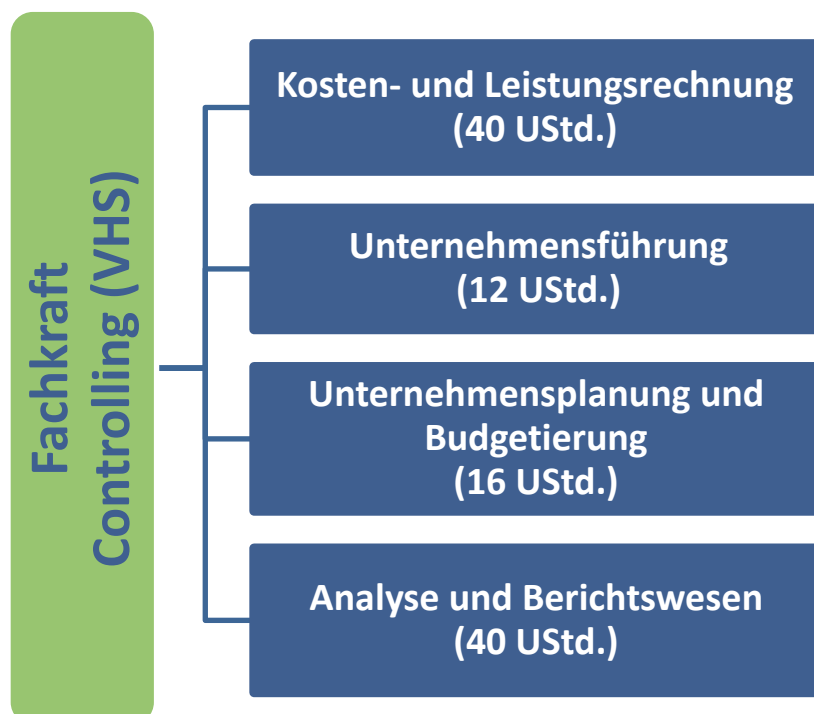 Fachkraft
Controlling (VHS)
Kosten- und Leistungsrechnung
(40 UStd.)
Unternehmensführung
(12 UStd.)
Unternehmensplanung und
Budgetierung
(16 UStd.)
Analyse und Berichtswesen
(40 UStd.)